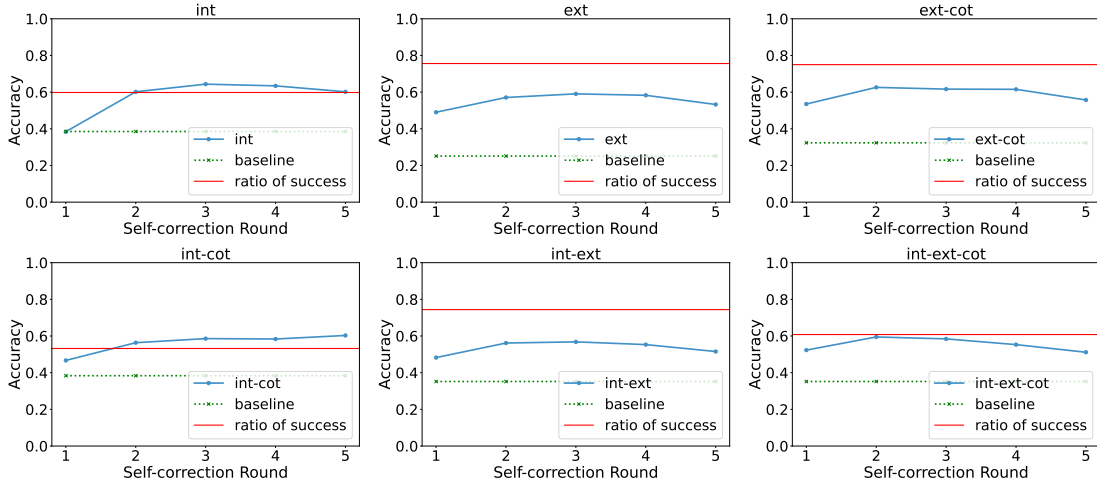 int
1.0
0.8
0.6
0.4
0.2
0.0
Accuracy
int
baseline
ratio of success
1 2 3 4 5
Self-correction Round
ext
1.0
0.8
0.6
0.4
0.2
0.0
Accuracy
ext
baseline
ratio of success
1 2 3 4 5
Self-correction Round
ext-cot
1.0
0.8
0.6
0.4
0.2
0.0
Accuracy
ext-cot
baseline
ratio of success
1 2 3 4 5
Self-correction Round
int-cot
1.0
0.8
0.6
0.4
0.2
0.0
Accuracy
int-cot
baseline
ratio of success
1 2 3 4 5
Self-correction Round
int-ext
1.0
0.8
0.6
0.4
0.2
0.0
Accuracy
int-ext
baseline
ratio of success
1 2 3 4 5
Self-correction Round
int-ext-cot
1.0
0.8
0.6
0.4
0.2
0.0
Accuracy
int-ext-cot
baseline
ratio of success
1 2 3 4 5
Self-correction Round